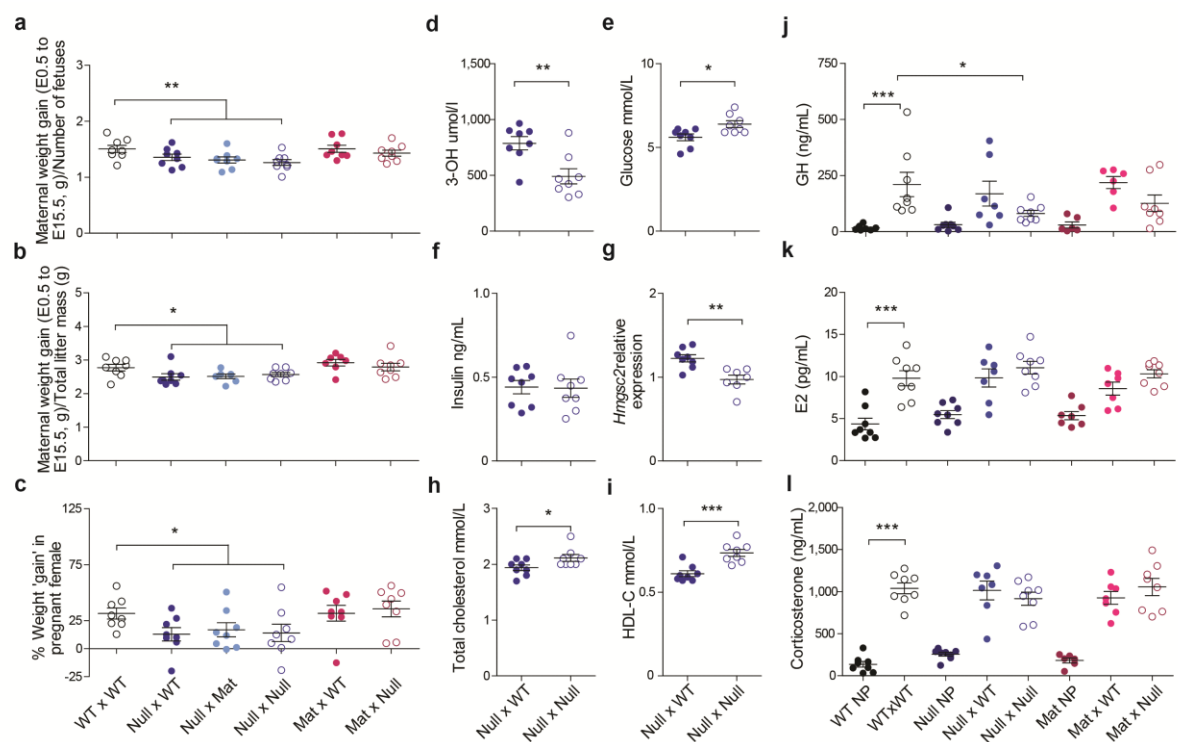 a
Maternal weight gain (E0.5 to
E15.5, g)/Number of fetuses
3
2
1
0
**
b
Maternal weight gain (E0.5 to
E15.5, g)/Total litter mass (g)
5
4
3
2
1
0
*
c
% Weight 'gain' in
pregnant female
125
75
25
0
-25
*
WT x WT
Null x WT
Null x Mat
Null x Null
Mat x WT
Mat x Null
d
3-OH umol/l
1,500
1,000
500
0
**
e
Glucose mmol/L
10
5
0
*
f
Insulin ng/mL
1.0
0.5
0
g
Hmgsc2relative
expression
2
1
0
**
h
Total cholesterol mmol/L
3
2
1
0
*
Null x WT
Null x Null
i
HDL-C mmol/L
1.0
0.8
0.6
0.4
0
***
Null x WT
Null x Null
j
GH (ng/mL)
750
500
250
0
***
*
k
E2 (pg/mL)
20
15
10
5
0
***
l
Corticosterone (ng/mL)
2,000
1,500
1,000
500
0
***
WT NP
WTxWT
Null NP
Null x WT
Null x Null
Mat NP
Mat x WT
Mat x Null